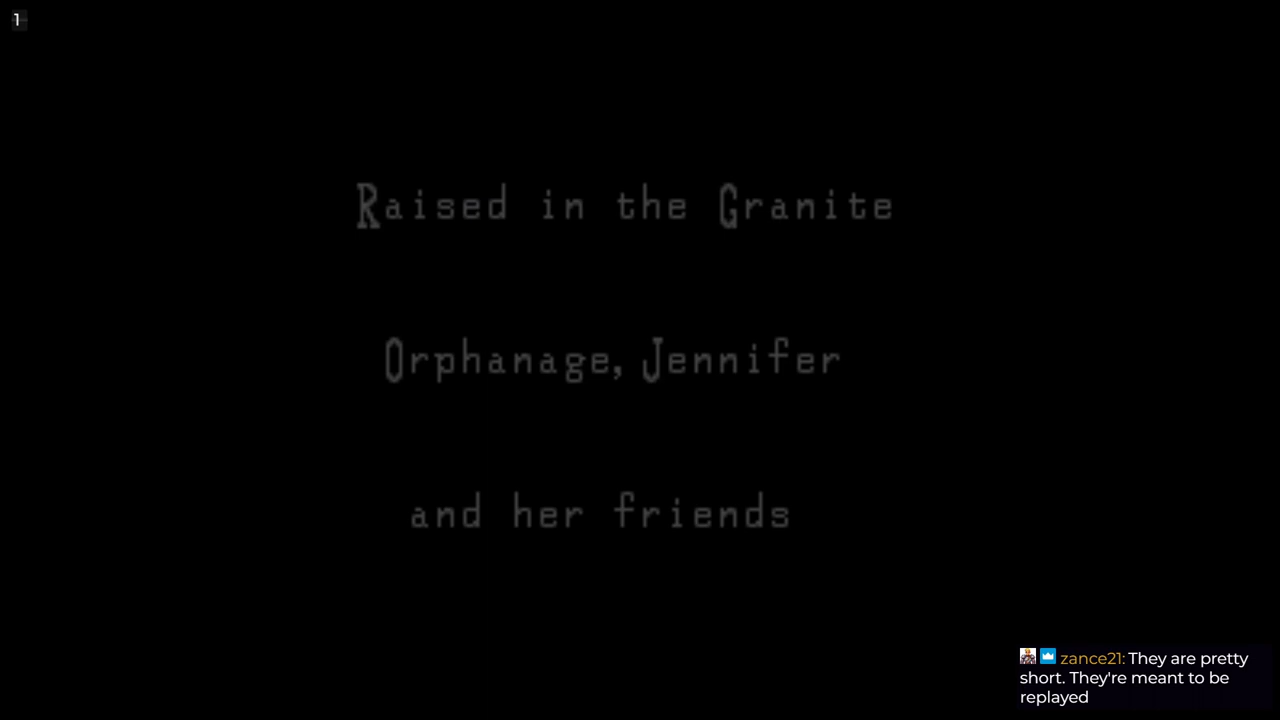 1
Raised in the Granite
Orphanage, Jennifer
and her friends
zance21: They are pretty
short. They're meant to be
replayed